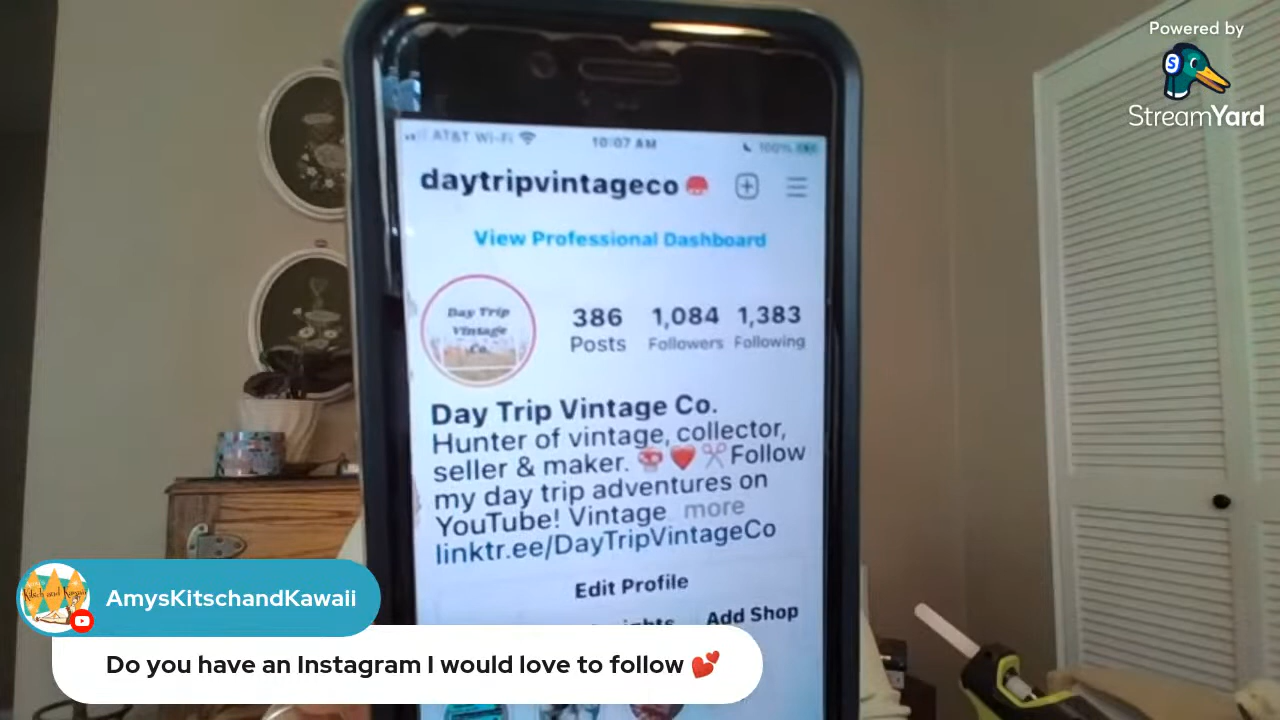 Powered by
StreamYard
AT&T Wi-Fi 10:07 AM 100%
daytripvintageco
View Professional Dashboard
Day Trip
Vintage
Co.
386 1,084 1,383
Posts Followers Following
Day Trip Vintage Co.
Hunter of vintage, collector,
seller & maker. 🍄❤️✂️Follow
my day trip adventures on
YouTube! Vintage more
linktr.ee/DayTripVintageCo
Edit Profile
Add Shop
AmysKitschandKawaii
Do you have an Instagram I would love to follow 💕